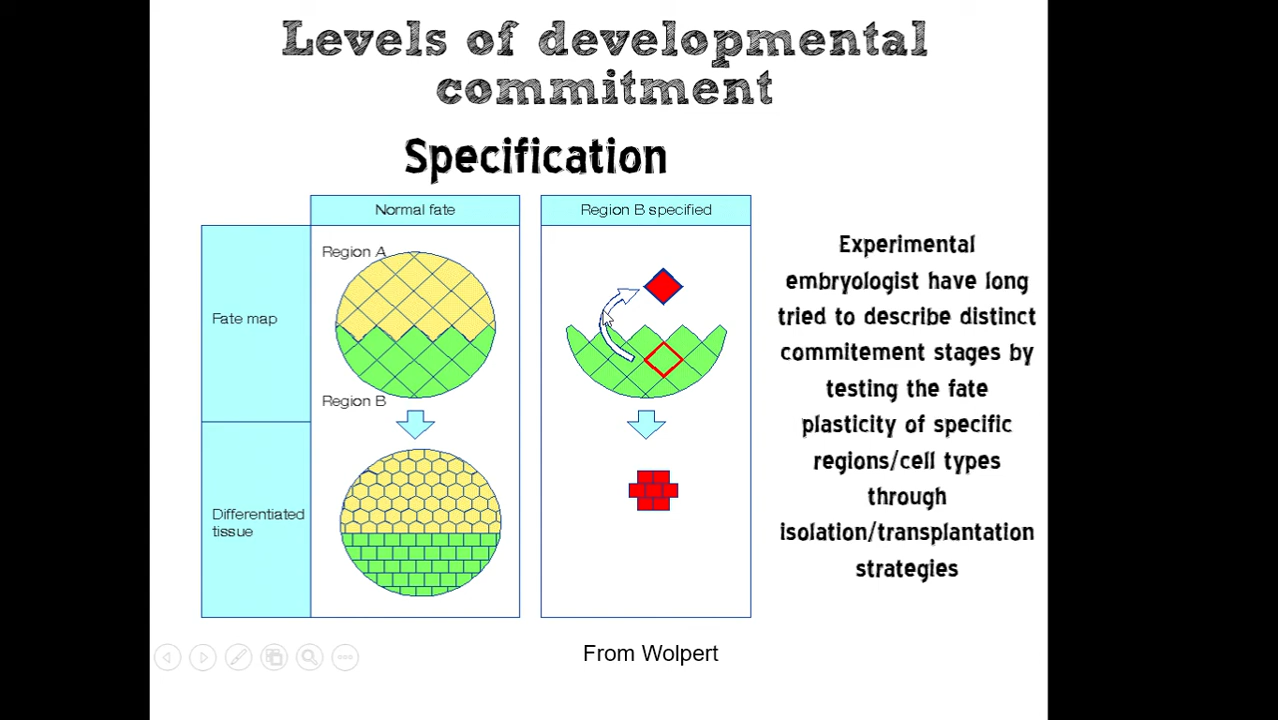 Levels of developmental
commitment
Specification
Normal fate
Region B specified
Fate map
Region A
Region B
Differentiated
tissue
Experimental
embryologist have long
tried to describe distinct
commitement stages by
testing the fate
plasticity of specific
regions/cell types
through
isolation/transplantation
strategies
From Wolpert